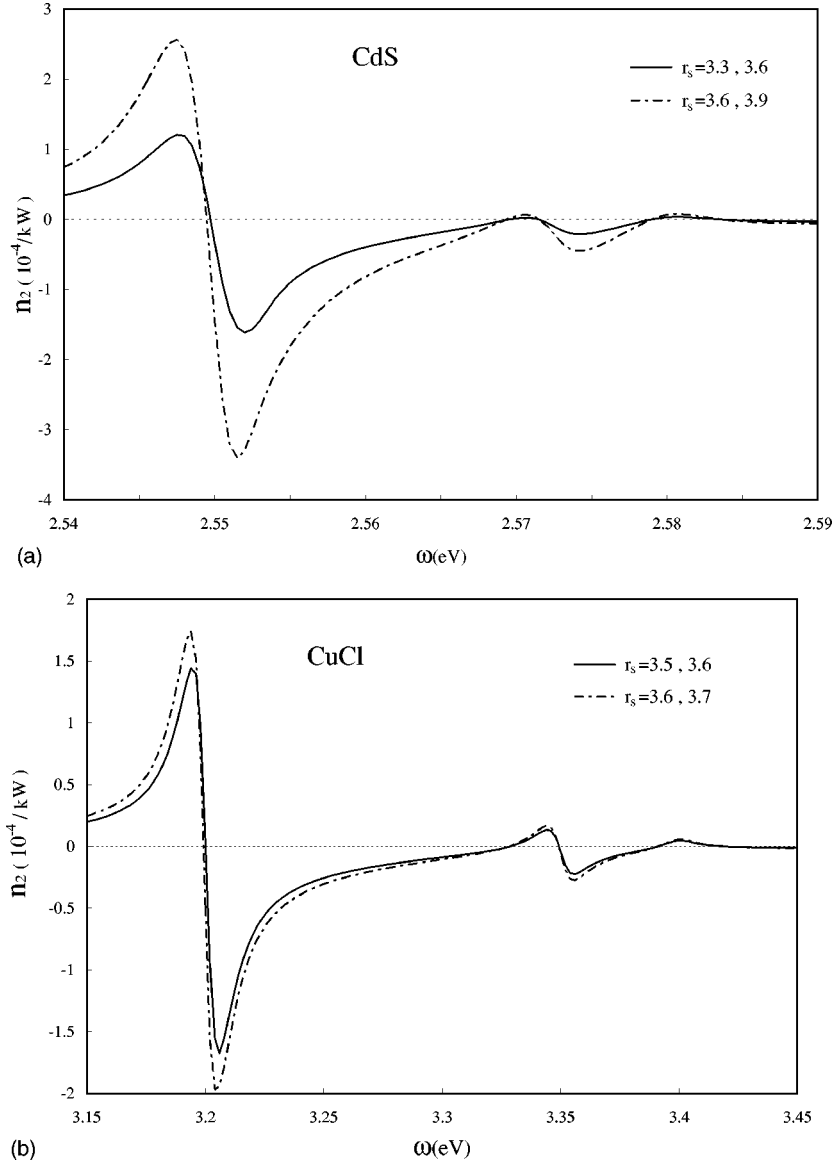 3
CdS
r_s=3.3 , 3.6
2
r_s=3.6 , 3.9
1
0
n_2 ( 10^-4/kW )
-1
-2
-3
-4
2.54 2.55 2.56 2.57 2.58 2.59
(a) ω(eV)
2
CuCl
r_s=3.5 , 3.6
1.5
r_s=3.6 , 3.7
1
0.5
0
n_2 ( 10^-4 / kW )
-0.5
-1
-1.5
-2
3.15 3.2 3.25 3.3 3.35 3.4 3.45
(b) ω(eV)